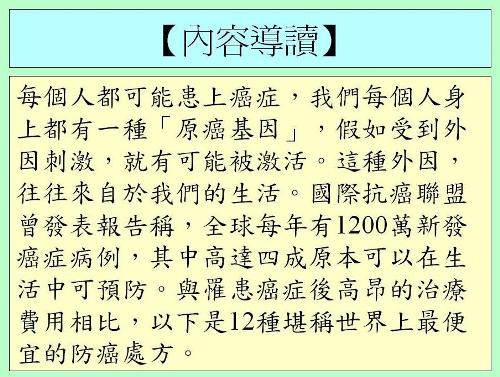 【內容導讀】
每個人都可能患上癌症，我們每個人身
上都有一種「原癌基因」，假如受到外
因刺激，就有可能被激活。這種外因，
往往來自於我們的生活。國際抗癌聯盟
曾發表報告稱，全球每年有1200萬新發
癌症病例，其中高達四成原本可以在生
活中可預防。與罹患癌症後高昂的治療
費用相比，以下是12種堪稱世界上最便
宜的防癌處方。